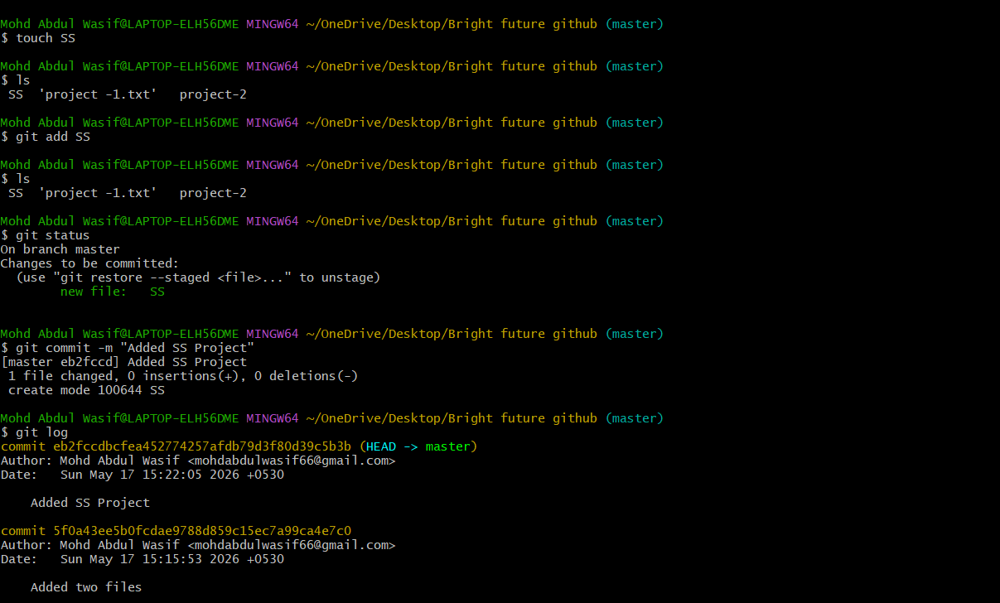 Mohd Abdul Wasif@LAPTOP-ELH56DME MINGW64 ~/OneDrive/Desktop/Bright future github (master)
$ touch SS
Mohd Abdul Wasif@LAPTOP-ELH56DME MINGW64 ~/OneDrive/Desktop/Bright future github (master)
$ ls
SS  'project -1.txt'   project-2
Mohd Abdul Wasif@LAPTOP-ELH56DME MINGW64 ~/OneDrive/Desktop/Bright future github (master)
$ git add SS
Mohd Abdul Wasif@LAPTOP-ELH56DME MINGW64 ~/OneDrive/Desktop/Bright future github (master)
$ ls
SS  'project -1.txt'   project-2
Mohd Abdul Wasif@LAPTOP-ELH56DME MINGW64 ~/OneDrive/Desktop/Bright future github (master)
$ git status
On branch master
Changes to be committed:
  (use "git restore --staged <file>..." to unstage)
        new file:   SS
Mohd Abdul Wasif@LAPTOP-ELH56DME MINGW64 ~/OneDrive/Desktop/Bright future github (master)
$ git commit -m "Added SS Project"
[master eb2fccd] Added SS Project
 1 file changed, 0 insertions(+), 0 deletions(-)
 create mode 100644 SS
Mohd Abdul Wasif@LAPTOP-ELH56DME MINGW64 ~/OneDrive/Desktop/Bright future github (master)
$ git log
commit eb2fccdbcfea452774257afdb79d3f80d39c5b3b (HEAD -> master)
Author: Mohd Abdul Wasif <mohdabdulwasif66@gmail.com>
Date:   Sun May 17 15:22:05 2026 +0530
    Added SS Project
commit 5f0a43ee5b0fcdae9788d859c15ec7a99ca4e7c0
Author: Mohd Abdul Wasif <mohdabdulwasif66@gmail.com>
Date:   Sun May 17 15:15:53 2026 +0530
    Added two files